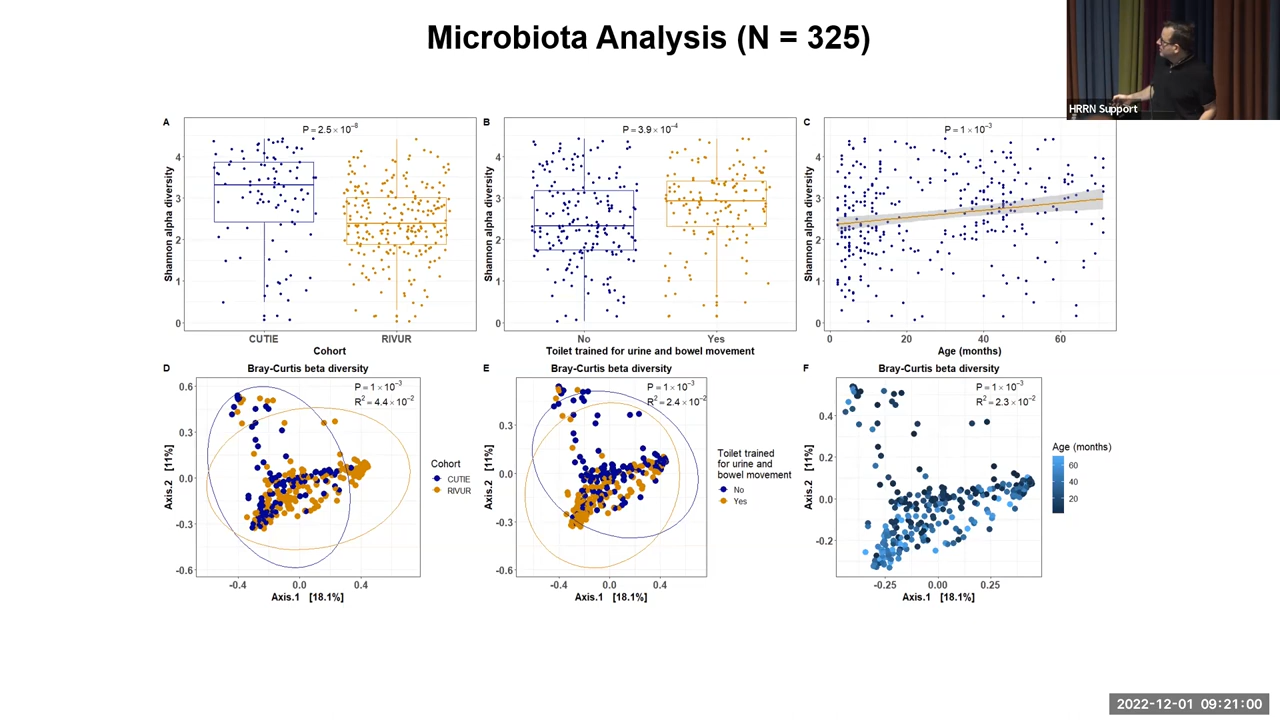 Microbiota Analysis (N = 325)
HRRN Support
A
P = 2.5 × 10⁻⁸
Shannon alpha diversity
4
3
2
1
0
CUTIE
RIVUR
Cohort
B
P = 3.9 × 10⁻⁴
Shannon alpha diversity
4
3
2
1
0
No
Yes
Toilet trained for urine and bowel movement
C
P = 1 × 10⁻³
Shannon alpha diversity
4
3
2
1
0
0
20
40
60
Age (months)
D
Bray-Curtis beta diversity
P = 1 × 10⁻³
R² = 4.4 × 10⁻²
Axis.2 [11%]
0.6
0.3
0.0
-0.3
-0.6
-0.4
0.0
0.4
Axis.1 [18.1%]
Cohort
CUTIE
RIVUR
E
Bray-Curtis beta diversity
P = 1 × 10⁻³
R² = 2.4 × 10⁻²
Axis.2 [11%]
0.3
0.0
-0.3
-0.6
-0.4
0.0
0.4
Axis.1 [18.1%]
Toilet trained
for urine and
bowel movement
No
Yes
F
Bray-Curtis beta diversity
P = 1 × 10⁻³
R² = 2.3 × 10⁻²
Axis.2 [11%]
0.4
0.2
0.0
-0.2
-0.25
0.00
0.25
Axis.1 [18.1%]
Age (months)
60
40
20
2022-12-01 09:21:00